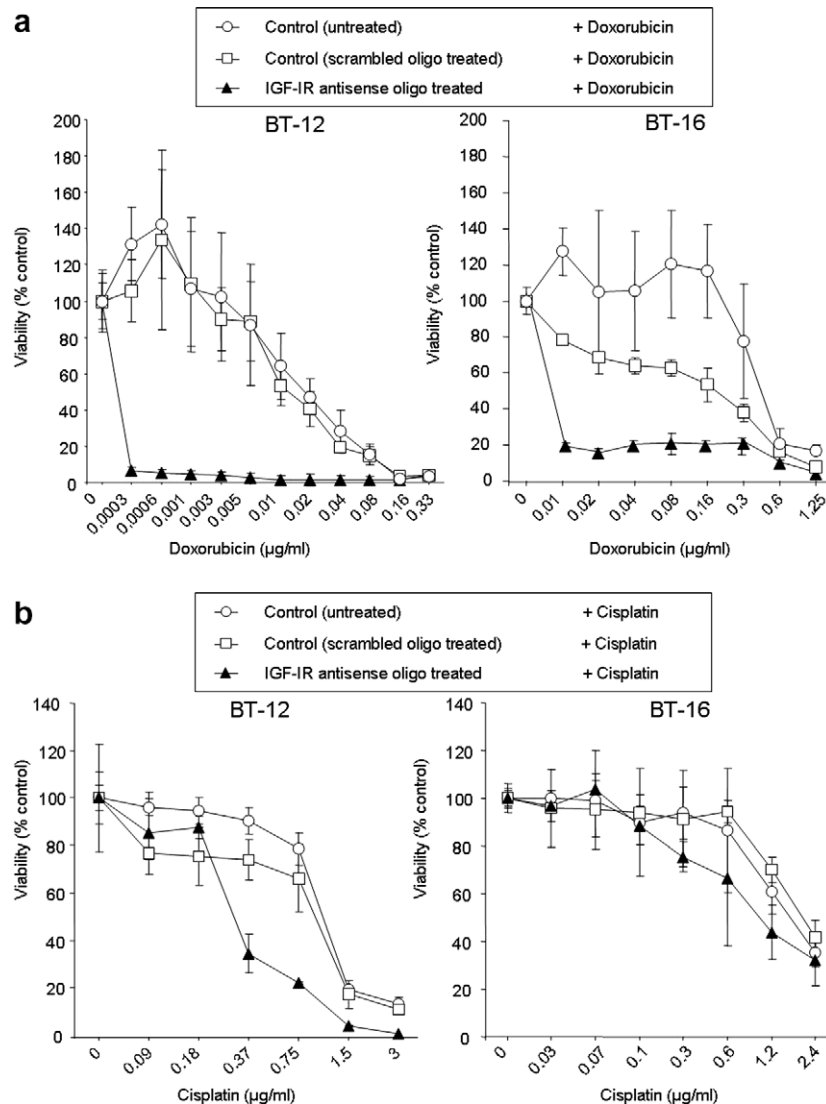 a
Control (untreated) + Doxorubicin
Control (scrambled oligo treated) + Doxorubicin
IGF-IR antisense oligo treated + Doxorubicin
BT-12
200
180
160
140
120
100
80
60
40
20
0
Viability (% control)
0 0.0003 0.0006 0.001 0.003 0.005 0.01 0.02 0.04 0.08 0.16 0.33
Doxorubicin (µg/ml)
BT-16
200
180
160
140
120
100
80
60
40
20
0
Viability (% control)
0 0.01 0.02 0.04 0.08 0.16 0.3 0.6 1.25
Doxorubicin (µg/ml)
b
Control (untreated) + Cisplatin
Control (scrambled oligo treated) + Cisplatin
IGF-IR antisense oligo treated + Cisplatin
BT-12
140
120
100
80
60
40
20
0
Viability (% control)
0 0.09 0.18 0.37 0.75 1.5 3
Cisplatin (µg/ml)
BT-16
140
120
100
80
60
40
20
0
Viability (% control)
0 0.03 0.07 0.1 0.3 0.6 1.2 2.4
Cisplatin (µg/ml)